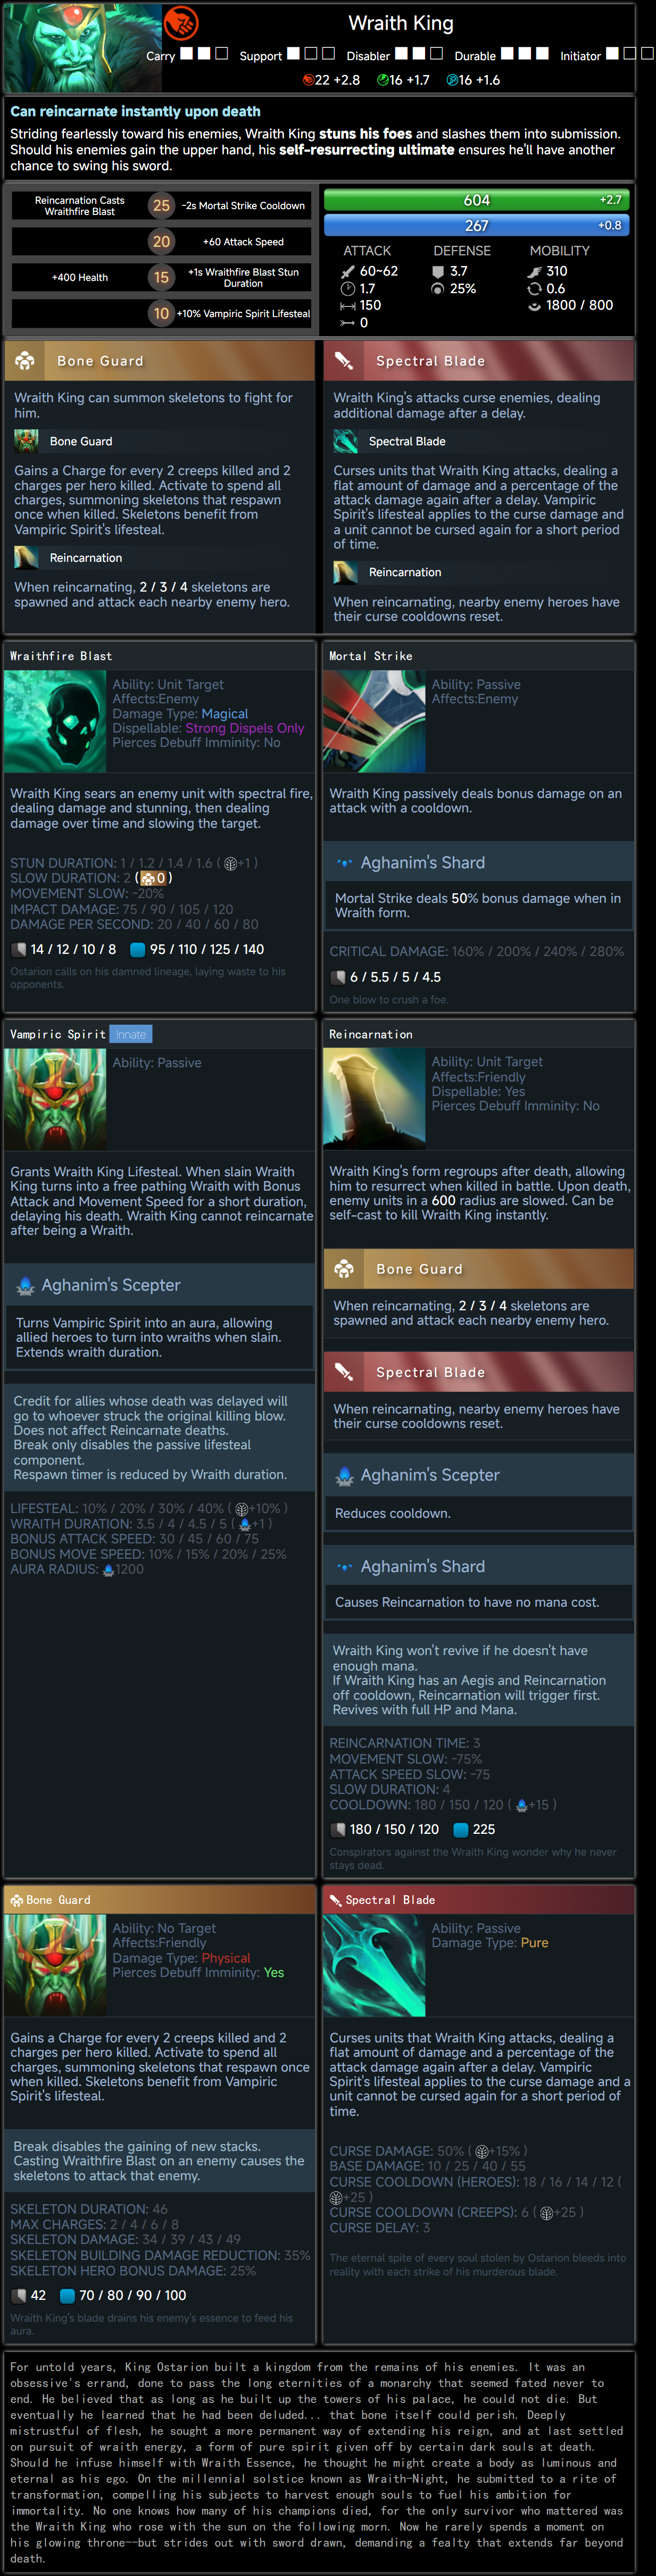 Wraith King
Carry Support Disabler Durable Initiator
22 +2.8 16 +1.7 16 +1.6
Can reincarnate instantly upon death
Striding fearlessly toward his enemies, Wraith King stuns his foes and slashes them into submission.
Should his enemies gain the upper hand, his self-resurrecting ultimate ensures he'll have another
chance to swing his sword.
Reincarnation Casts
Wraithfire Blast
25
-2s Mortal Strike Cooldown
20
+60 Attack Speed
+400 Health
15
+1s Wraithfire Blast Stun
Duration
10
+10% Vampiric Spirit Lifesteal
604 +2.7
267 +0.8
ATTACK DEFENSE MOBILITY
60~62 3.7 310
1.7 25% 0.6
150 1800 / 800
0
Bone Guard
Wraith King can summon skeletons to fight for
him.
Bone Guard
Gains a Charge for every 2 creeps killed and 2
charges per hero killed. Activate to spend all
charges, summoning skeletons that respawn
once when killed. Skeletons benefit from
Vampiric Spirit's lifesteal.
Reincarnation
When reincarnating, 2 / 3 / 4 skeletons are
spawned and attack each nearby enemy hero.
Spectral Blade
Wraith King's attacks curse enemies, dealing
additional damage after a delay.
Spectral Blade
Curses units that Wraith King attacks, dealing a
flat amount of damage and a percentage of the
attack damage again after a delay. Vampiric
Spirit's lifesteal applies to the curse damage and
a unit cannot be cursed again for a short period
of time.
Reincarnation
When reincarnating, nearby enemy heroes have
their curse cooldowns reset.
Wraithfire Blast
Ability: Unit Target
Affects:Enemy
Damage Type: Magical
Dispellable: Strong Dispels Only
Pierces Debuff Imminity: No
Wraith King sears an enemy unit with spectral fire,
dealing damage and stunning, then dealing
damage over time and slowing the target.
STUN DURATION: 1 / 1.2 / 1.4 / 1.6 ( +1 )
SLOW DURATION: 2 ( 0 )
MOVEMENT SLOW: -20%
IMPACT DAMAGE: 75 / 90 / 105 / 120
DAMAGE PER SECOND: 20 / 40 / 60 / 80
14 / 12 / 10 / 8 95 / 110 / 125 / 140
Ostarion calls on his damned lineage, laying waste to his
opponents.
Mortal Strike
Ability: Passive
Affects:Enemy
Wraith King passively deals bonus damage on an
attack with a cooldown.
Aghanim's Shard
Mortal Strike deals 50% bonus damage when in
Wraith form.
CRITICAL DAMAGE: 160% / 200% / 240% / 280%
6 / 5.5 / 5 / 4.5
One blow to crush a foe.
Vampiric Spirit Innate
Ability: Passive
Grants Wraith King Lifesteal. When slain Wraith
King turns into a free pathing Wraith with Bonus
Attack and Movement Speed for a short duration,
delaying his death. Wraith King cannot reincarnate
after being a Wraith.
Aghanim's Scepter
Turns Vampiric Spirit into an aura, allowing
allied heroes to turn into wraiths when slain.
Extends wraith duration.
Credit for allies whose death was delayed will
go to whoever struck the original killing blow.
Does not affect Reincarnate deaths.
Break only disables the passive lifesteal
component.
Respawn timer is reduced by Wraith duration.
LIFESTEAL: 10% / 20% / 30% / 40% ( +10% )
WRAITH DURATION: 3.5 / 4 / 4.5 / 5 ( +1 )
BONUS ATTACK SPEED: 30 / 45 / 60 / 75
BONUS MOVE SPEED: 10% / 15% / 20% / 25%
AURA RADIUS: 1200
Reincarnation
Ability: Unit Target
Affects:Friendly
Dispellable: Yes
Pierces Debuff Imminity: No
Wraith King's form regroups after death, allowing
him to resurrect when killed in battle. Upon death,
enemy units in a 600 radius are slowed. Can be
self-cast to kill Wraith King instantly.
Bone Guard
When reincarnating, 2 / 3 / 4 skeletons are
spawned and attack each nearby enemy hero.
Spectral Blade
When reincarnating, nearby enemy heroes have
their curse cooldowns reset.
Aghanim's Scepter
Reduces cooldown.
Aghanim's Shard
Causes Reincarnation to have no mana cost.
Wraith King won't revive if he doesn't have
enough mana.
If Wraith King has an Aegis and Reincarnation
off cooldown, Reincarnation will trigger first.
Revives with full HP and Mana.
REINCARNATION TIME: 3
MOVEMENT SLOW: -75%
ATTACK SPEED SLOW: -75
SLOW DURATION: 4
COOLDOWN: 180 / 150 / 120 ( +15 )
180 / 150 / 120 225
Conspirators against the Wraith King wonder why he never
stays dead.
Bone Guard
Ability: No Target
Affects:Friendly
Damage Type: Physical
Pierces Debuff Imminity: Yes
Gains a Charge for every 2 creeps killed and 2
charges per hero killed. Activate to spend all
charges, summoning skeletons that respawn once
when killed. Skeletons benefit from Vampiric
Spirit's lifesteal.
Break disables the gaining of new stacks.
Casting Wraithfire Blast on an enemy causes the
skeletons to attack that enemy.
SKELETON DURATION: 46
MAX CHARGES: 2 / 4 / 6 / 8
SKELETON DAMAGE: 34 / 39 / 43 / 49
SKELETON BUILDING DAMAGE REDUCTION: 35%
SKELETON HERO BONUS DAMAGE: 25%
42 70 / 80 / 90 / 100
Wraith King's blade drains his enemy's essence to feed his
aura.
Spectral Blade
Ability: Passive
Damage Type: Pure
Curses units that Wraith King attacks, dealing a
flat amount of damage and a percentage of the
attack damage again after a delay. Vampiric
Spirit's lifesteal applies to the curse damage and a
unit cannot be cursed again for a short period of
time.
CURSE DAMAGE: 50% ( +15% )
BASE DAMAGE: 10 / 25 / 40 / 55
CURSE COOLDOWN (HEROES): 18 / 16 / 14 / 12 (
+25 )
CURSE COOLDOWN (CREEPS): 6 ( +25 )
CURSE DELAY: 3
The eternal spite of every soul stolen by Ostarion bleeds into
reality with each strike of his murderous blade.
For untold years, King Ostarion built a kingdom from the remains of his enemies. It was an
obsessive's errand, done to pass the long eternities of a monarchy that seemed fated never to
end. He believed that as long as he built up the towers of his palace, he could not die. But
eventually he learned that he had been deluded... that bone itself could perish. Deeply
mistrustful of flesh, he sought a more permanent way of extending his reign, and at last settled
on pursuit of wraith energy, a form of pure spirit given off by certain dark souls at death.
Should he infuse himself with Wraith Essence, he thought he might create a body as luminous and
eternal as his ego. On the millennial solstice known as Wraith-Night, he submitted to a rite of
transformation, compelling his subjects to harvest enough souls to fuel his ambition for
immortality. No one knows how many of his champions died, for the only survivor who mattered was
the Wraith King who rose with the sun on the following morn. Now he rarely spends a moment on
his glowing throne--but strides out with sword drawn, demanding a fealty that extends far beyond
death.